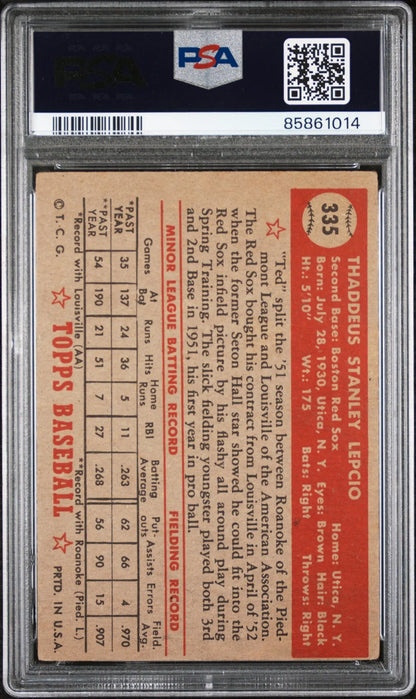 PSA
PSA
85861014
335
THADDEUS STANLEY LEPCIO
Second Base: Boston Red Sox Home: Utica, N. Y.
Born: July 28, 1930, Utica, N. Y. Eyes: Brown Hair: Black
Ht.: 5'10" Wt.: 175 Bats: Right Throws: Right
"Ted" split the '51 season between Roanoke of the Pied-
mont League and Louisville of the American Association.
The Red Sox bought his contract from Louisville in April of '52
when the former Seton Hall star showed he could fit into the
Red Sox infield picture by his flashy all around play during
Spring Training. The slick fielding youngster played both 3rd
and 2nd Base in 1951, his first year in pro ball.
MINOR LEAGUE BATTING RECORD FIELDING RECORD
Games At Bat Runs Hits Home Runs RBI Batting Average Put-outs Assists Errors Field. Avg.
*PAST YEAR 35 137 24 36 5 11 .263 62 66 4 .970
**PAST YEAR 54 190 21 51 7 27 .268 56 90 15 .907
*Record with Louisville (AA) **Record with Roanoke (Pied. L.)
© T. C. G. TOPPS BASEBALL PRTD. IN U.S.A.